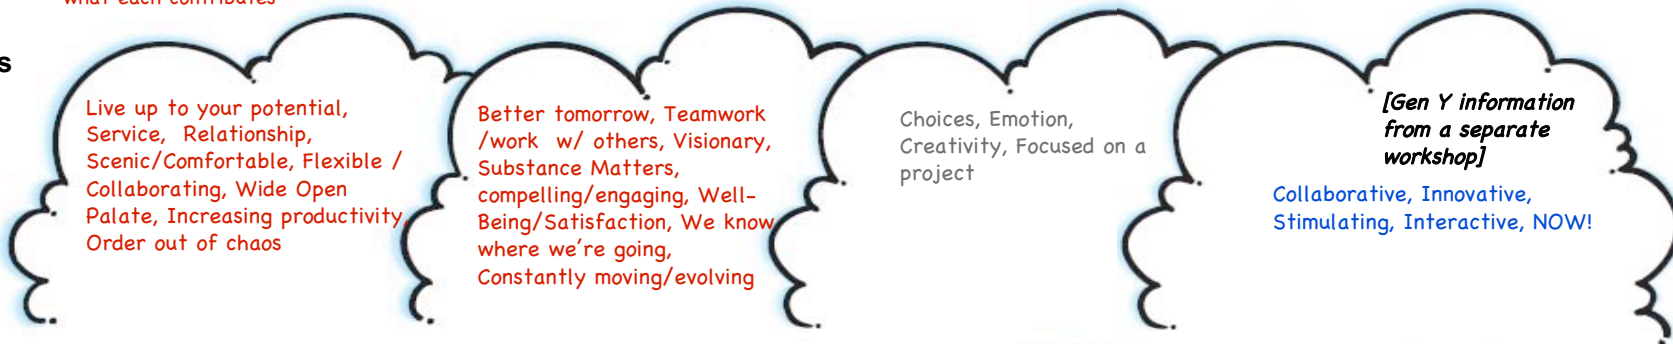 what each contributes
s
Live up to your potential,
Service, Relationship,
Scenic/Comfortable, Flexible /
Collaborating, Wide Open
Palate, Increasing productivity,
Order out of chaos
Better tomorrow, Teamwork
/work w/ others, Visionary,
Substance Matters,
compelling/engaging, Well-
Being/Satisfaction, We know
where we're going,
Constantly moving/evolving
Choices, Emotion,
Creativity, Focused on a
project
[Gen Y information
from a separate
workshop]
Collaborative, Innovative,
Stimulating, Interactive, NOW!